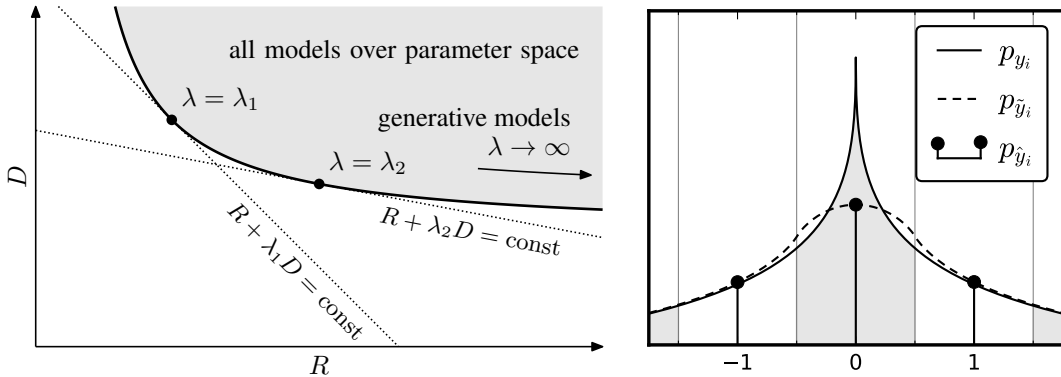 all models over parameter space
λ = λ₁
generative models
λ → ∞
λ = λ₂
D
R + λ₂D = const
R + λ₁D = const
R
p_{y_i}
p_{ỹ_i}
p_{ŷ_i}
−1 0 1